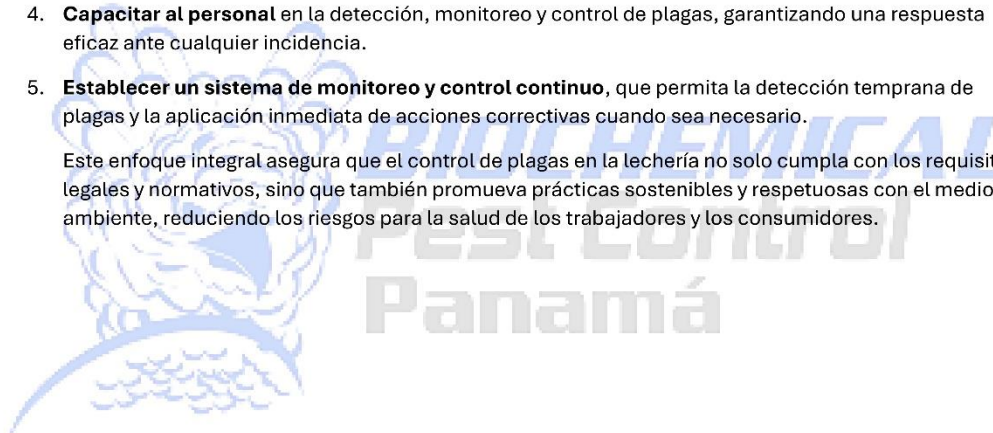 4. Capacitar al personal en la detección, monitoreo y control de plagas, garantizando una respuesta
eficaz ante cualquier incidencia.
5. Establecer un sistema de monitoreo y control continuo, que permita la detección temprana de
plagas y la aplicación inmediata de acciones correctivas cuando sea necesario.
Este enfoque integral asegura que el control de plagas en la lechería no solo cumpla con los requisit
legales y normativos, sino que también promueva prácticas sostenibles y respetuosas con el medio
ambiente, reduciendo los riesgos para la salud de los trabajadores y los consumidores.
BIOCHEMICAL
Pest Control
Panamá